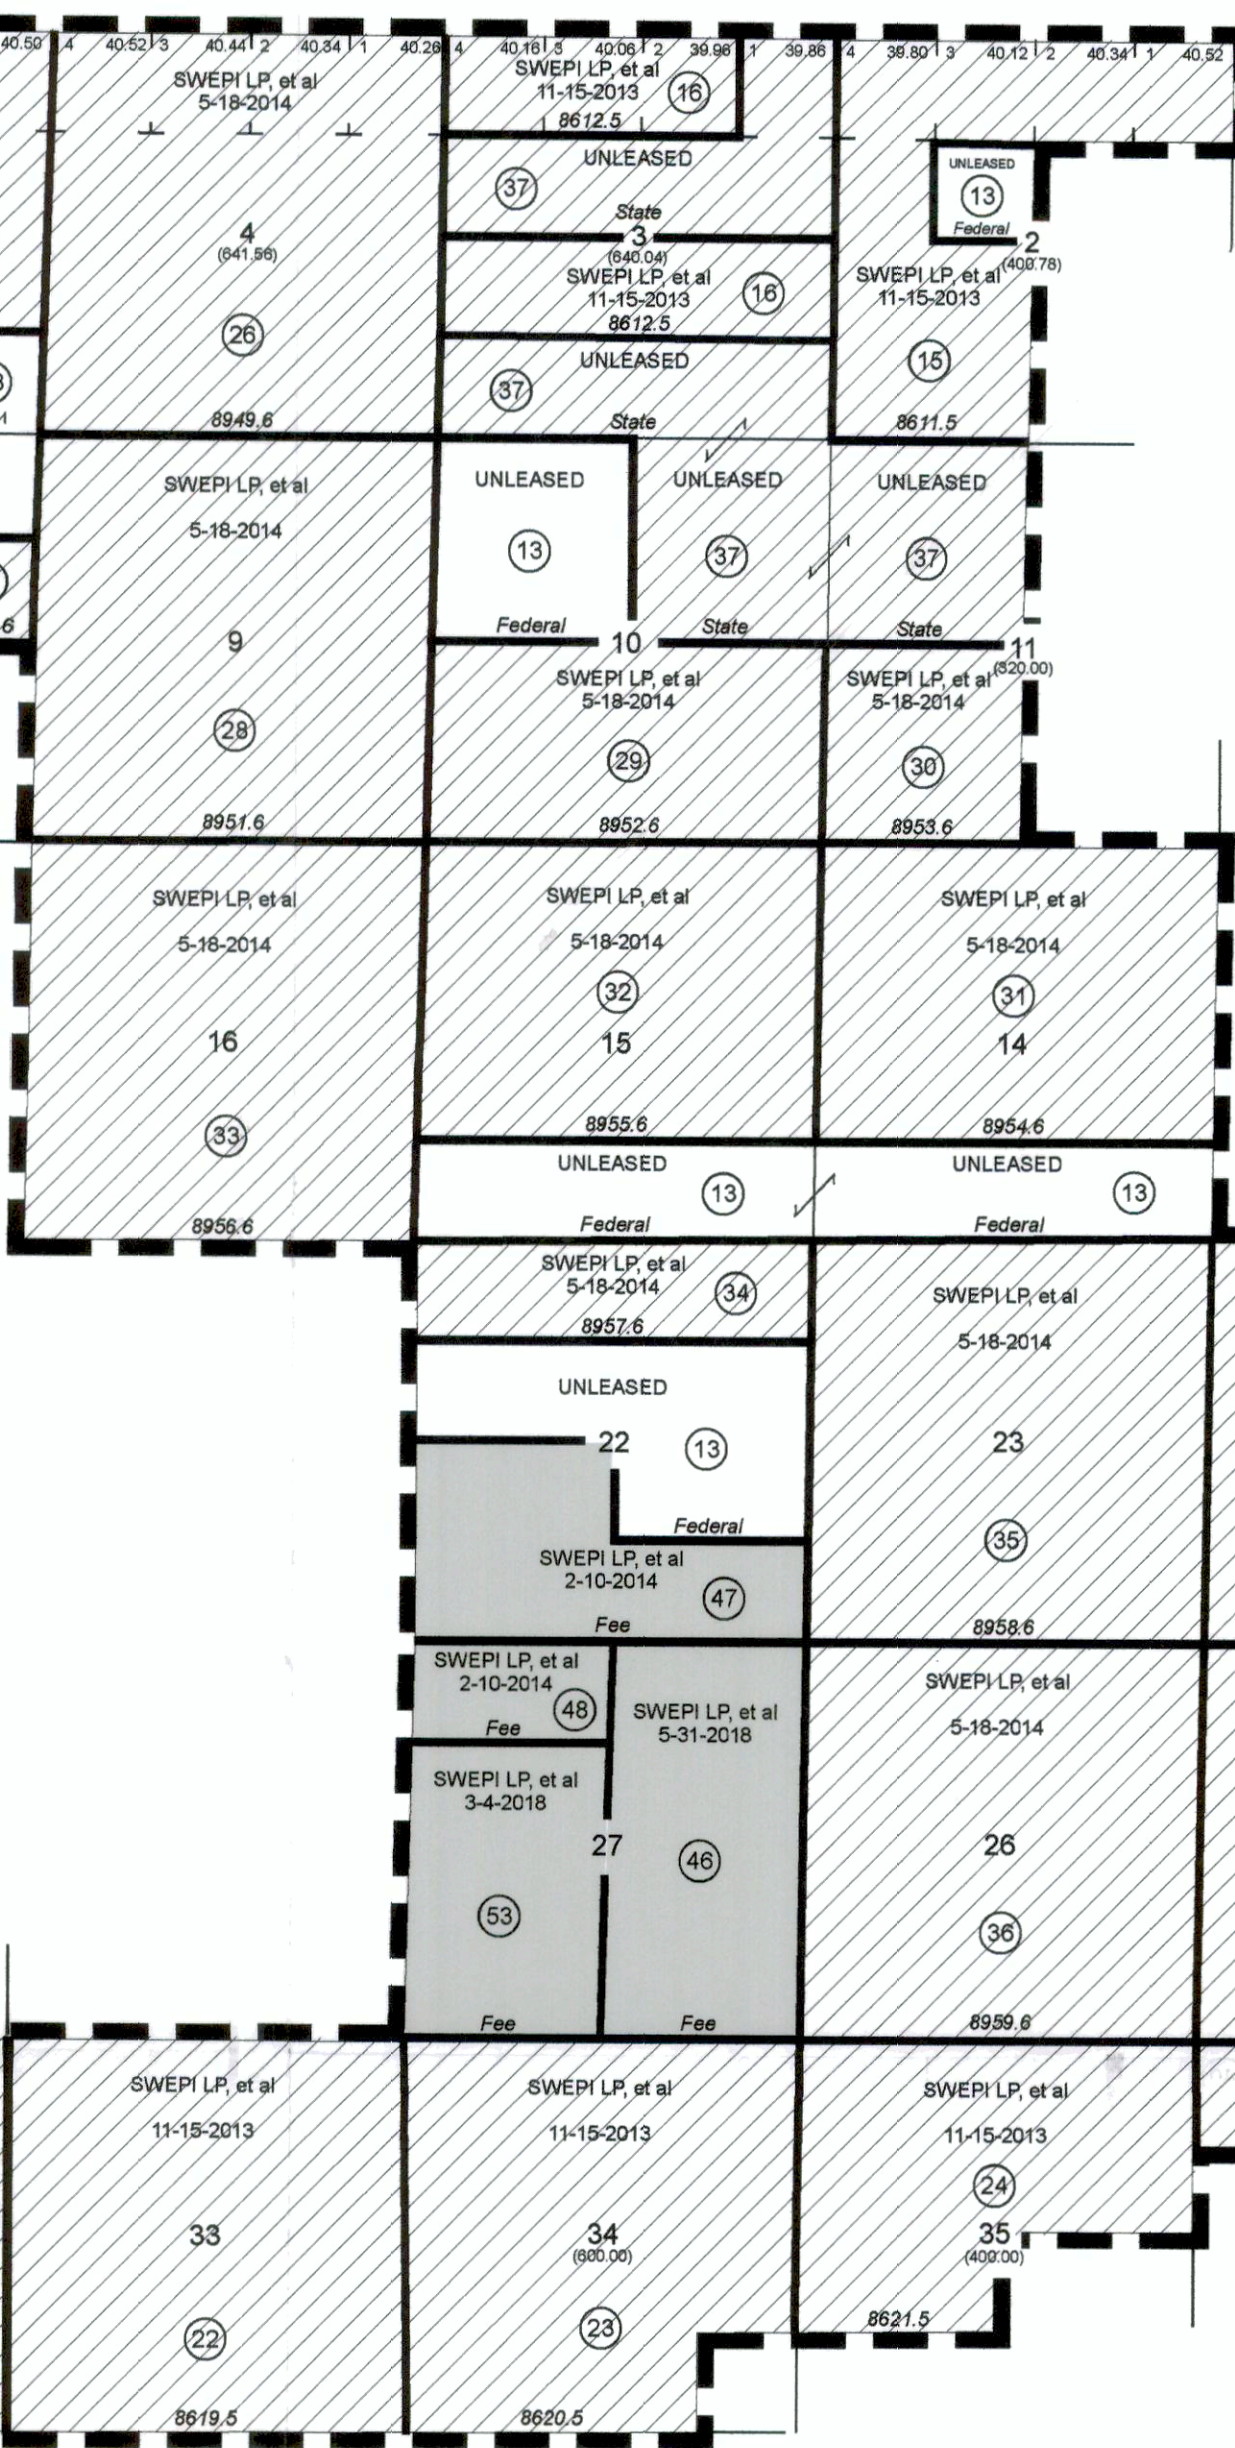 40.50 4 40.52 3 40.44 2 40.34 1 40.26 4 40.16 3 40.06 2 39.96 1 39.86 4 39.80 3 40.12 2 40.34 1 40.52
SWEPI LP, et al
5-18-2014
4
(641.56)
26
8949.6
SWEPI LP, et al
11-15-2013
16
8612.5
UNLEASED
37
State
3
(640.04)
SWEPI LP, et al
11-15-2013
16
8612.5
UNLEASED
37
State
UNLEASED
13
Federal
2
(400.78)
SWEPI LP, et al
11-15-2013
15
8611.5
SWEPI LP, et al
5-18-2014
9
28
8951.6
6
UNLEASED
13
Federal
UNLEASED
37
State
10
SWEPI LP, et al
5-18-2014
29
8952.6
UNLEASED
37
State
11
(320.00)
SWEPI LP, et al
5-18-2014
30
8953.6
SWEPI LP, et al
5-18-2014
16
33
8956.6
SWEPI LP, et al
5-18-2014
32
15
8955.6
SWEPI LP, et al
5-18-2014
31
14
8954.6
UNLEASED
13
Federal
UNLEASED
13
Federal
SWEPI LP, et al
5-18-2014
34
8957.6
UNLEASED
22
13
Federal
SWEPI LP, et al
2-10-2014
47
Fee
SWEPI LP, et al
5-18-2014
23
35
8958.6
SWEPI LP, et al
2-10-2014
48
Fee
SWEPI LP, et al
3-4-2018
53
Fee
27
SWEPI LP, et al
5-31-2018
46
Fee
SWEPI LP, et al
5-18-2014
26
36
8959.6
SWEPI LP, et al
11-15-2013
33
22
8619.5
SWEPI LP, et al
11-15-2013
34
(600.00)
23
8620.5
SWEPI LP, et al
11-15-2013
24
35
(400.00)
8621.5